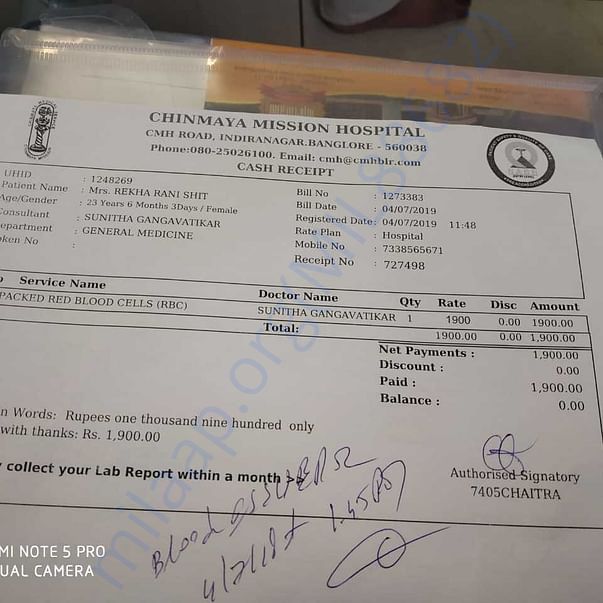 CHINMAYA MISSION HOSPITAL
CMH ROAD, INDIRANAGAR.BANGLORE - 560038
Phone:080-25026100. Email: cmh@cmhblr.com
CASH RECEIPT
UHID : 1248269
Patient Name : Mrs. REKHA RANI SHIT
Age/Gender : 23 Years 6 Months 3Days / Female
Consultant : SUNITHA GANGAVATIKAR
epartment : GENERAL MEDICINE
oken No :
Bill No : 1273383
Bill Date : 04/07/2019
Registered Date: 04/07/2019 11:48
Rate Plan : Hospital
Mobile No : 7338565671
Receipt No : 727498
o Service Name Doctor Name Qty Rate Disc Amount
PACKED RED BLOOD CELLS (RBC) SUNITHA GANGAVATIKAR 1 1900 0.00 1900.00
Total: 1900.00 0.00 1,900.00
Net Payments : 1,900.00
Discount : 0.00
Paid : 1,900.00
Balance : 0.00
n Words: Rupees one thousand nine hundred only
with thanks: Rs. 1,900.00
y collect your Lab Report within a month >>
Authorised Signatory
7405CHAITRA
Blood
MI NOTE 5 PRO
UAL CAMERA